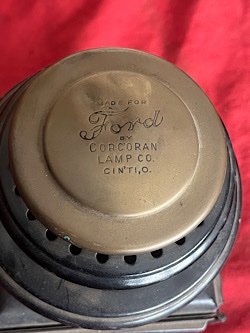 MADE FOR
Ford
BY
CORCORAN
LAMP CO.
CIN'TI,O.